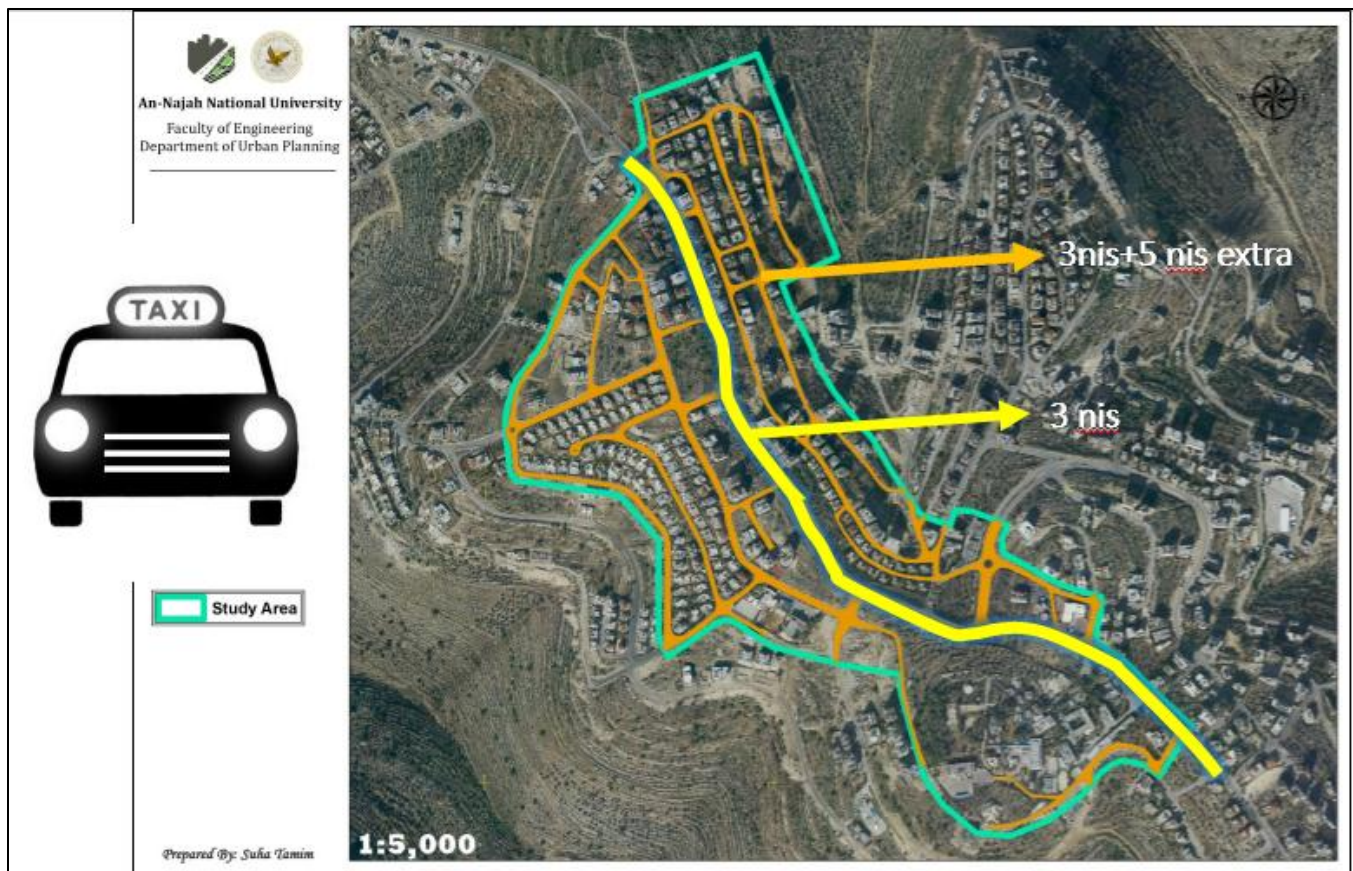 An-Najah National University
Faculty of Engineering
Department of Urban Planning
TAXI
Study Area
Prepared By: Suha Tamim
3nis+5 nis extra
3 nis
1:5,000